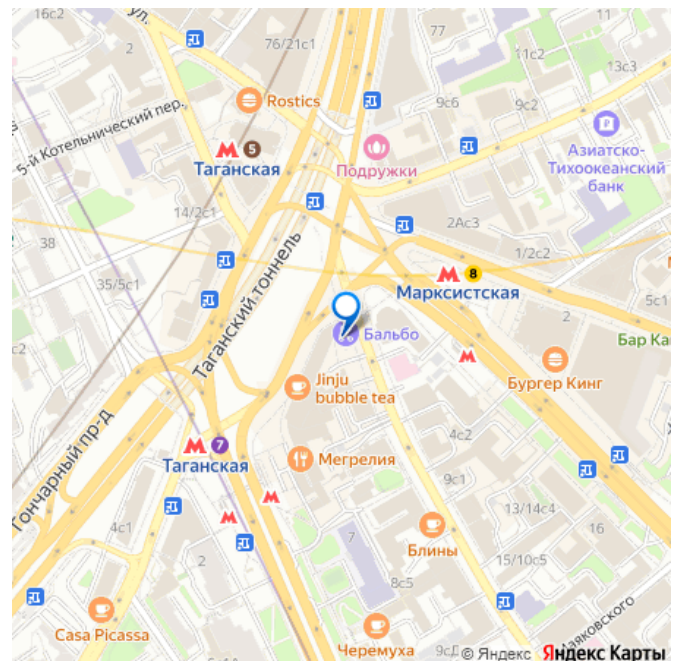 16с2
ул.
76/21с1
77
11с2
13с3
Rostics
9с6
9с2
5-й Котельнический пер.
М 5
Таганская
Подружки
Азиатско-
Тихоокеанский
банк
2
14/2с1
38
2Ас3
1/2с2
35/5с1
Таганский тоннель
М 8
Марксистская
5с1
2
Бальбо
Бар Ка
М
Jinju
bubble tea
Бургер Кинг
Гончарный пр-д
М 7
Таганская
4с2
Мегрелия
9с1
М
13/14с4
М
4с1
7
Блины
16
2
15/10с5
8с5
Casa Picassa
Черемуха
9с
Маяковского
© Яндекс Яндекс Карты